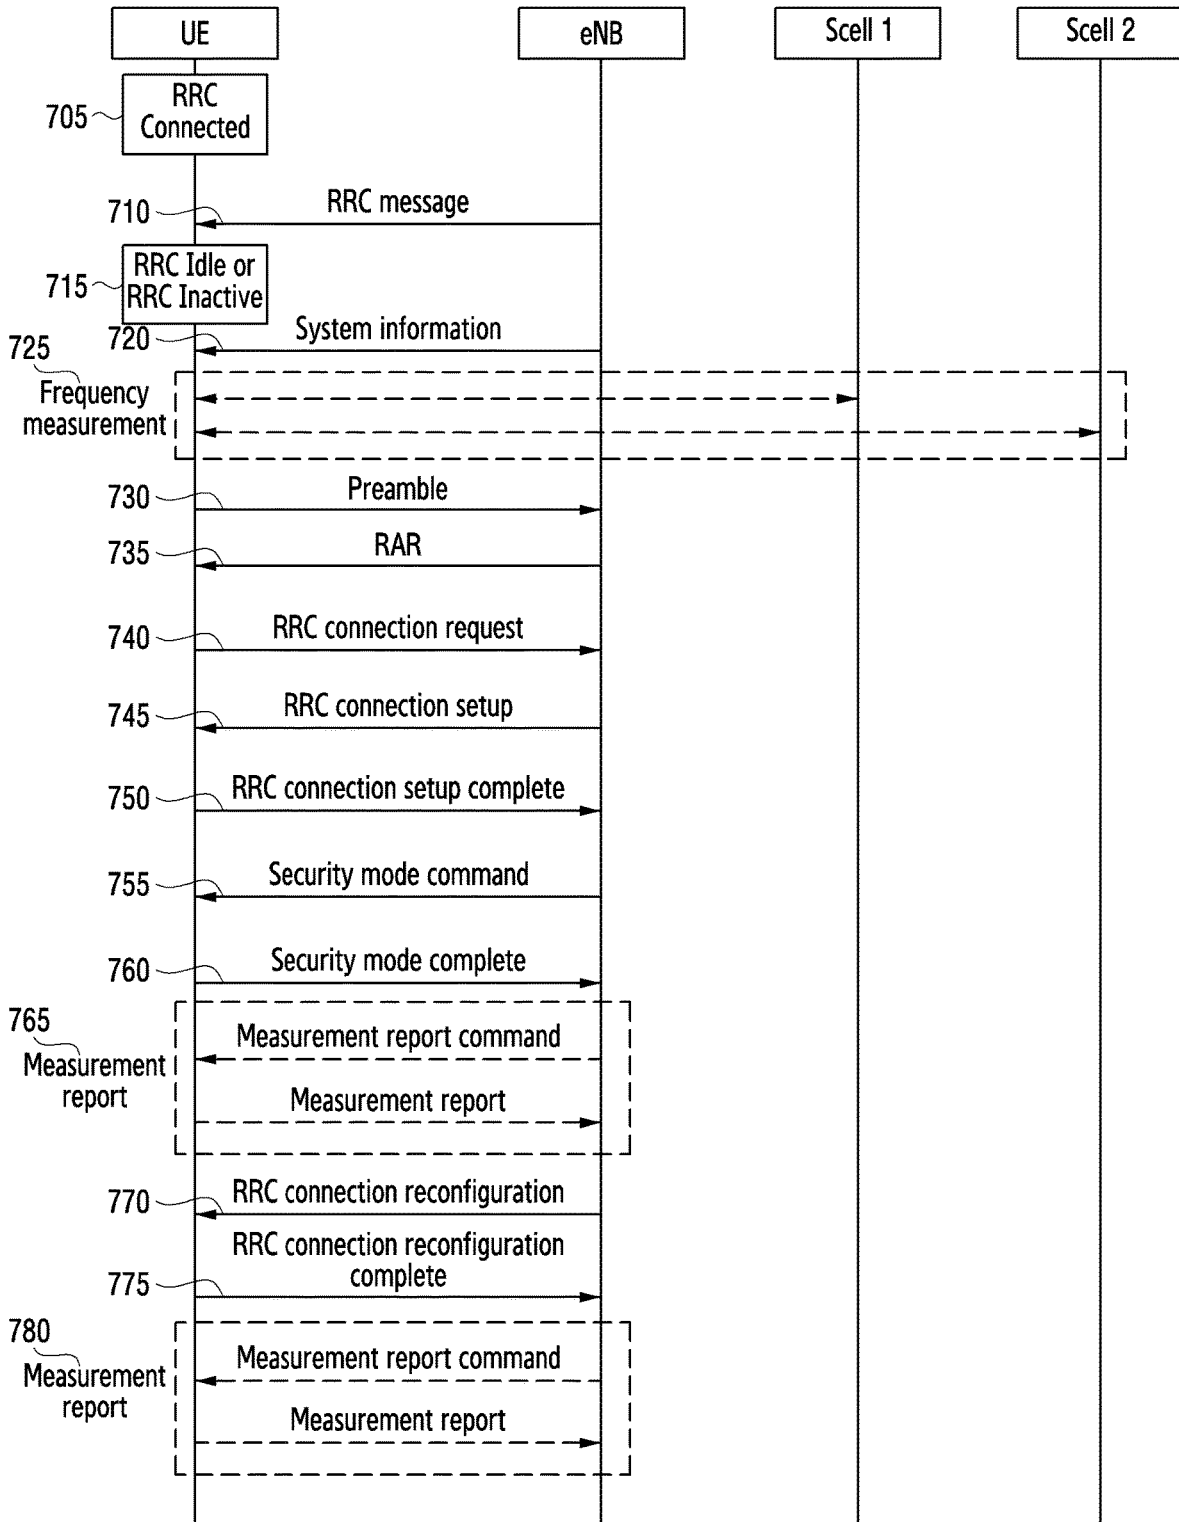 UE
eNB
Scell 1
Scell 2
705
RRC
Connected
710
RRC message
715
RRC Idle or
RRC Inactive
720
System information
725
Frequency
measurement
730
Preamble
735
RAR
740
RRC connection request
745
RRC connection setup
750
RRC connection setup complete
755
Security mode command
760
Security mode complete
765
Measurement
report
Measurement report command
Measurement report
770
RRC connection reconfiguration
775
RRC connection reconfiguration
complete
780
Measurement
report
Measurement report command
Measurement report